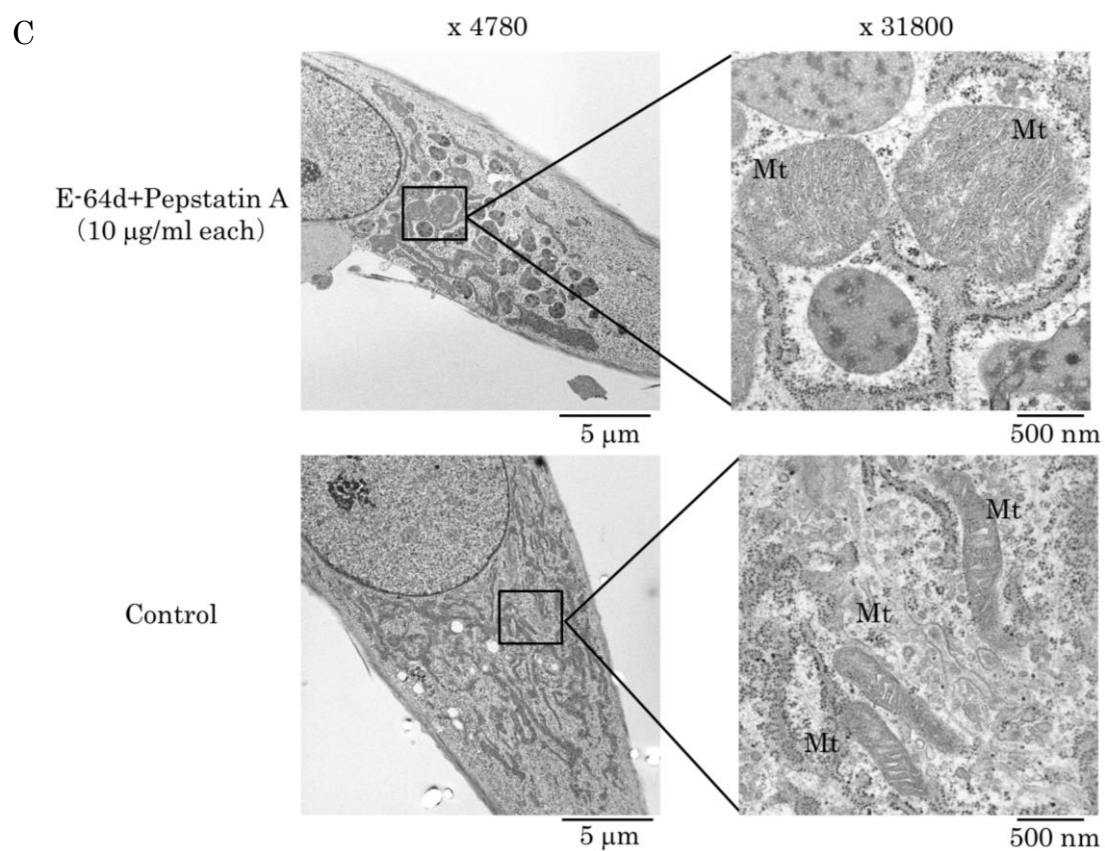 C
x 4780
x 31800
E-64d+Pepstatin A
(10 μg/ml each)
Mt
Mt
5 μm
500 nm
Control
Mt
Mt
Mt
5 μm
500 nm